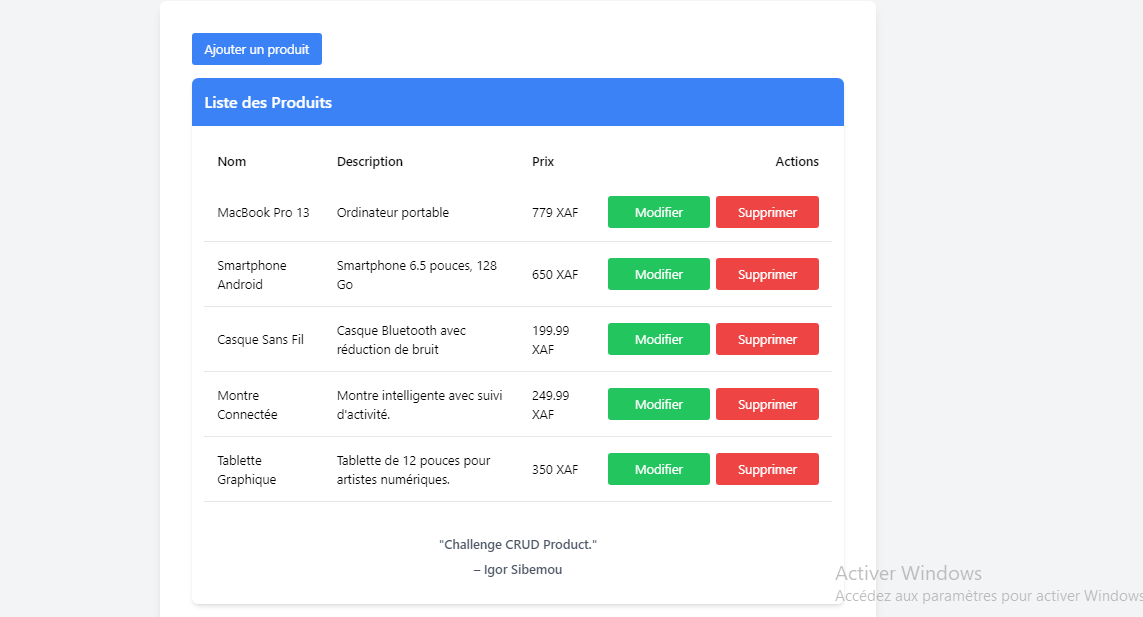 Ajouter un produit
Liste des Produits
Nom Description Prix Actions
MacBook Pro 13 Ordinateur portable 779 XAF Modifier Supprimer
Smartphone
Android
Smartphone 6.5 pouces, 128
Go
650 XAF Modifier Supprimer
Casque Sans Fil
Casque Bluetooth avec
réduction de bruit
199.99
XAF
Modifier Supprimer
Montre
Connectée
Montre intelligente avec suivi
d'activité.
249.99
XAF
Modifier Supprimer
Tablette
Graphique
Tablette de 12 pouces pour
artistes numériques.
350 XAF Modifier Supprimer
"Challenge CRUD Product."
– Igor Sibemou
Activer Windows
Accédez aux paramètres pour activer Windows